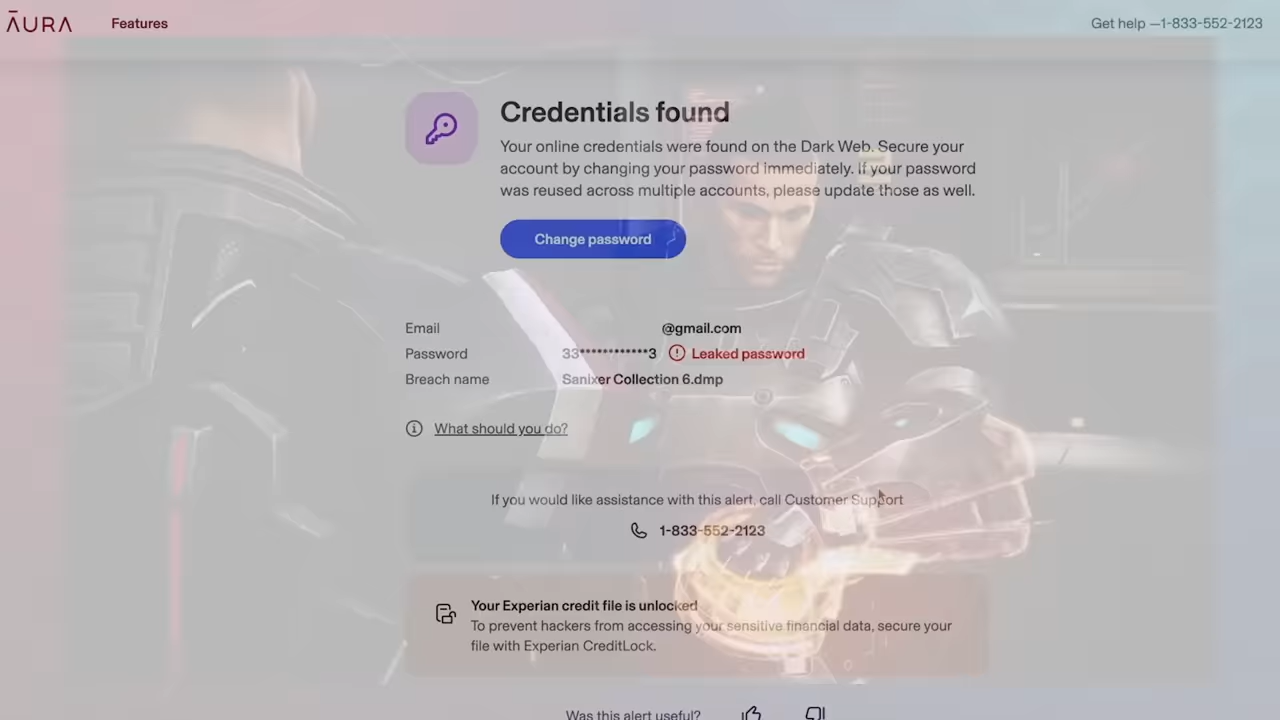 ĀURA
Features
Get help —1-833-552-2123
Credentials found
Your online credentials were found on the Dark Web. Secure your
account by changing your password immediately. If your password
was reused across multiple accounts, please update those as well.
Change password
Email @gmail.com
Password 33************3 Leaked password
Breach name Sanixer Collection 6.dmp
What should you do?
If you would like assistance with this alert, call Customer Support
1-833-552-2123
Your Experian credit file is unlocked
To prevent hackers from accessing your sensitive financial data, secure your
file with Experian CreditLock.
Was this alert useful?